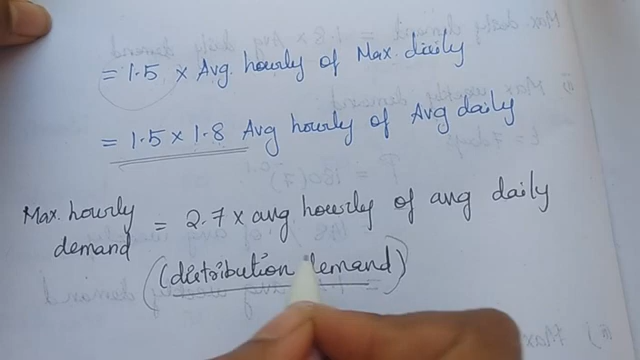 = 1.5 × Avg. hourly of Max. daily
= 1.5 × 1.8 Avg hourly of Avg daily
Max. hourly demand = 2.7 × avg hourly of avg daily
(distribution demand)